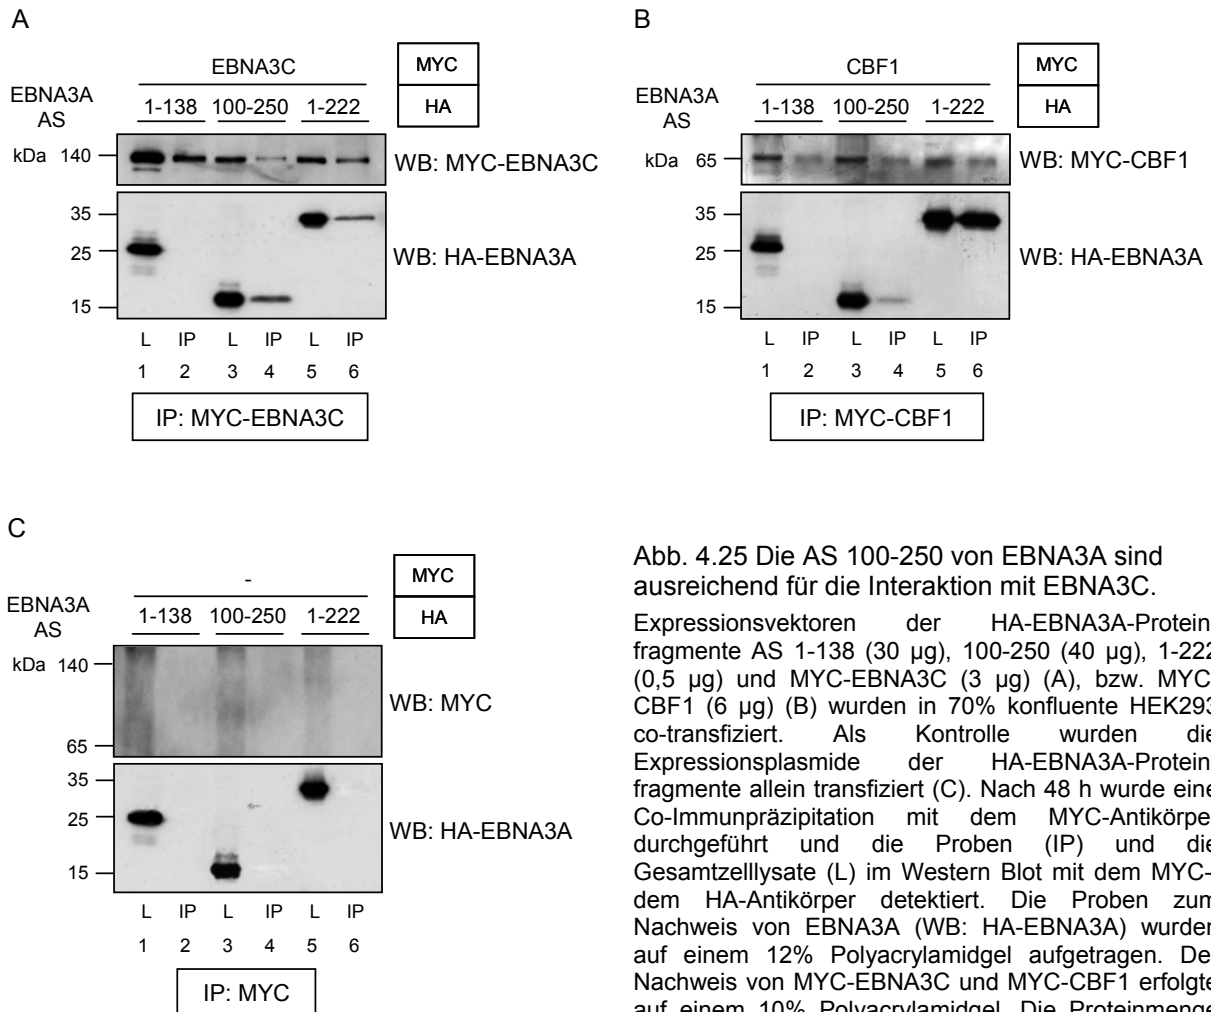 A
EBNA3C
MYC
EBNA3A
AS
1-138 100-250 1-222
HA
kDa 140
WB: MYC-EBNA3C
35
25
15
WB: HA-EBNA3A
L IP L IP L IP
1 2 3 4 5 6
IP: MYC-EBNA3C
B
CBF1
MYC
EBNA3A
AS
1-138 100-250 1-222
HA
kDa 65
WB: MYC-CBF1
35
25
15
WB: HA-EBNA3A
L IP L IP L IP
1 2 3 4 5 6
IP: MYC-CBF1
C
-
MYC
EBNA3A
AS
1-138 100-250 1-222
HA
kDa 140
65
WB: MYC
35
25
15
WB: HA-EBNA3A
L IP L IP L IP
1 2 3 4 5 6
IP: MYC
Abb. 4.25 Die AS 100-250 von EBNA3A sind
ausreichend für die Interaktion mit EBNA3C.
Expressionsvektoren der HA-EBNA3A-Protein
fragmente AS 1-138 (30 µg), 100-250 (40 µg), 1-222
(0,5 µg) und MYC-EBNA3C (3 µg) (A), bzw. MYC
CBF1 (6 µg) (B) wurden in 70% konfluente HEK293
co-transfiziert. Als Kontrolle wurden die
Expressionsplasmide der HA-EBNA3A-Protein
fragmente allein transfiziert (C). Nach 48 h wurde eine
Co-Immunpräzipitation mit dem MYC-Antikörpe
durchgeführt und die Proben (IP) und die
Gesamtzelllysate (L) im Western Blot mit dem MYC-
dem HA-Antikörper detektiert. Die Proben zum
Nachweis von EBNA3A (WB: HA-EBNA3A) wurden
auf einem 12% Polyacrylamidgel aufgetragen. De
Nachweis von MYC-EBNA3C und MYC-CBF1 erfolgte
auf einem 10% Polyacrylamidgel. Die Proteinmenge